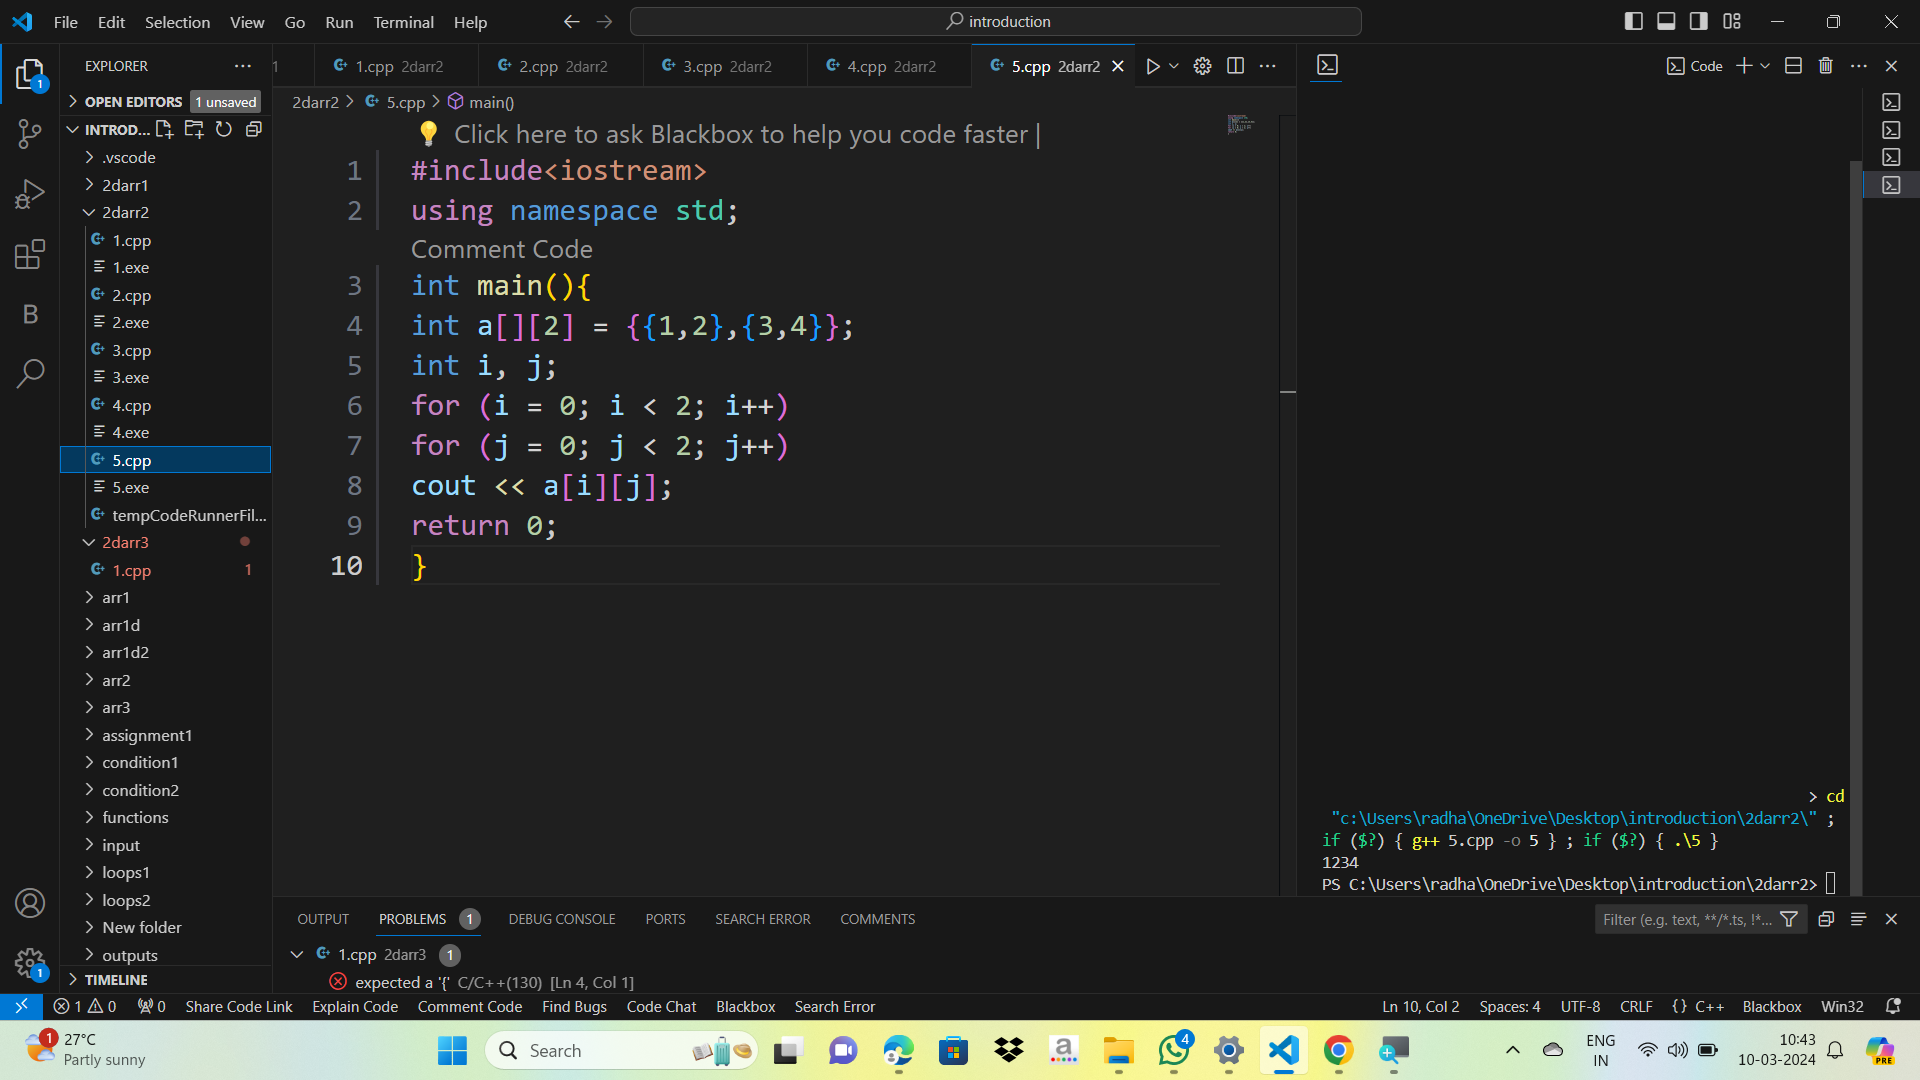 File Edit Selection View Go Run Terminal Help
introduction
EXPLORER
OPEN EDITORS 1 unsaved
INTROD...
.vscode
2darr1
2darr2
1.cpp
1.exe
2.cpp
2.exe
3.cpp
3.exe
4.cpp
4.exe
5.cpp
5.exe
tempCodeRunnerFil...
2darr3
1.cpp 1
arr1
arr1d
arr1d2
arr2
arr3
assignment1
condition1
condition2
functions
input
loops1
loops2
New folder
outputs
TIMELINE
1
B
1
1 1.cpp 2darr2 2.cpp 2darr2 3.cpp 2darr2 4.cpp 2darr2 5.cpp 2darr2
2darr2 > 5.cpp > main()
Click here to ask Blackbox to help you code faster |
1 #include<iostream>
2 using namespace std;
Comment Code
3 int main(){
4 int a[][2] = {{1,2},{3,4}};
5 int i, j;
6 for (i = 0; i < 2; i++)
7 for (j = 0; j < 2; j++)
8 cout << a[i][j];
9 return 0;
10 }
Code
> cd
"c:\Users\radha\OneDrive\Desktop\introduction\2darr2\" ;
if ($?) { g++ 5.cpp -o 5 } ; if ($?) { .\5 }
1234
PS C:\Users\radha\OneDrive\Desktop\introduction\2darr2>
OUTPUT PROBLEMS 1 DEBUG CONSOLE PORTS SEARCH ERROR COMMENTS
Filter (e.g. text, **/*.ts, !*...
1.cpp 2darr3 1
expected a '{' C/C++(130) [Ln 4, Col 1]
1 0 0 Share Code Link Explain Code Comment Code Find Bugs Code Chat Blackbox Search Error
Ln 10, Col 2 Spaces: 4 UTF-8 CRLF {} C++ Blackbox Win32
1 27°C
Partly sunny
Search
a
4
ENG
IN
10:43
10-03-2024
PRE